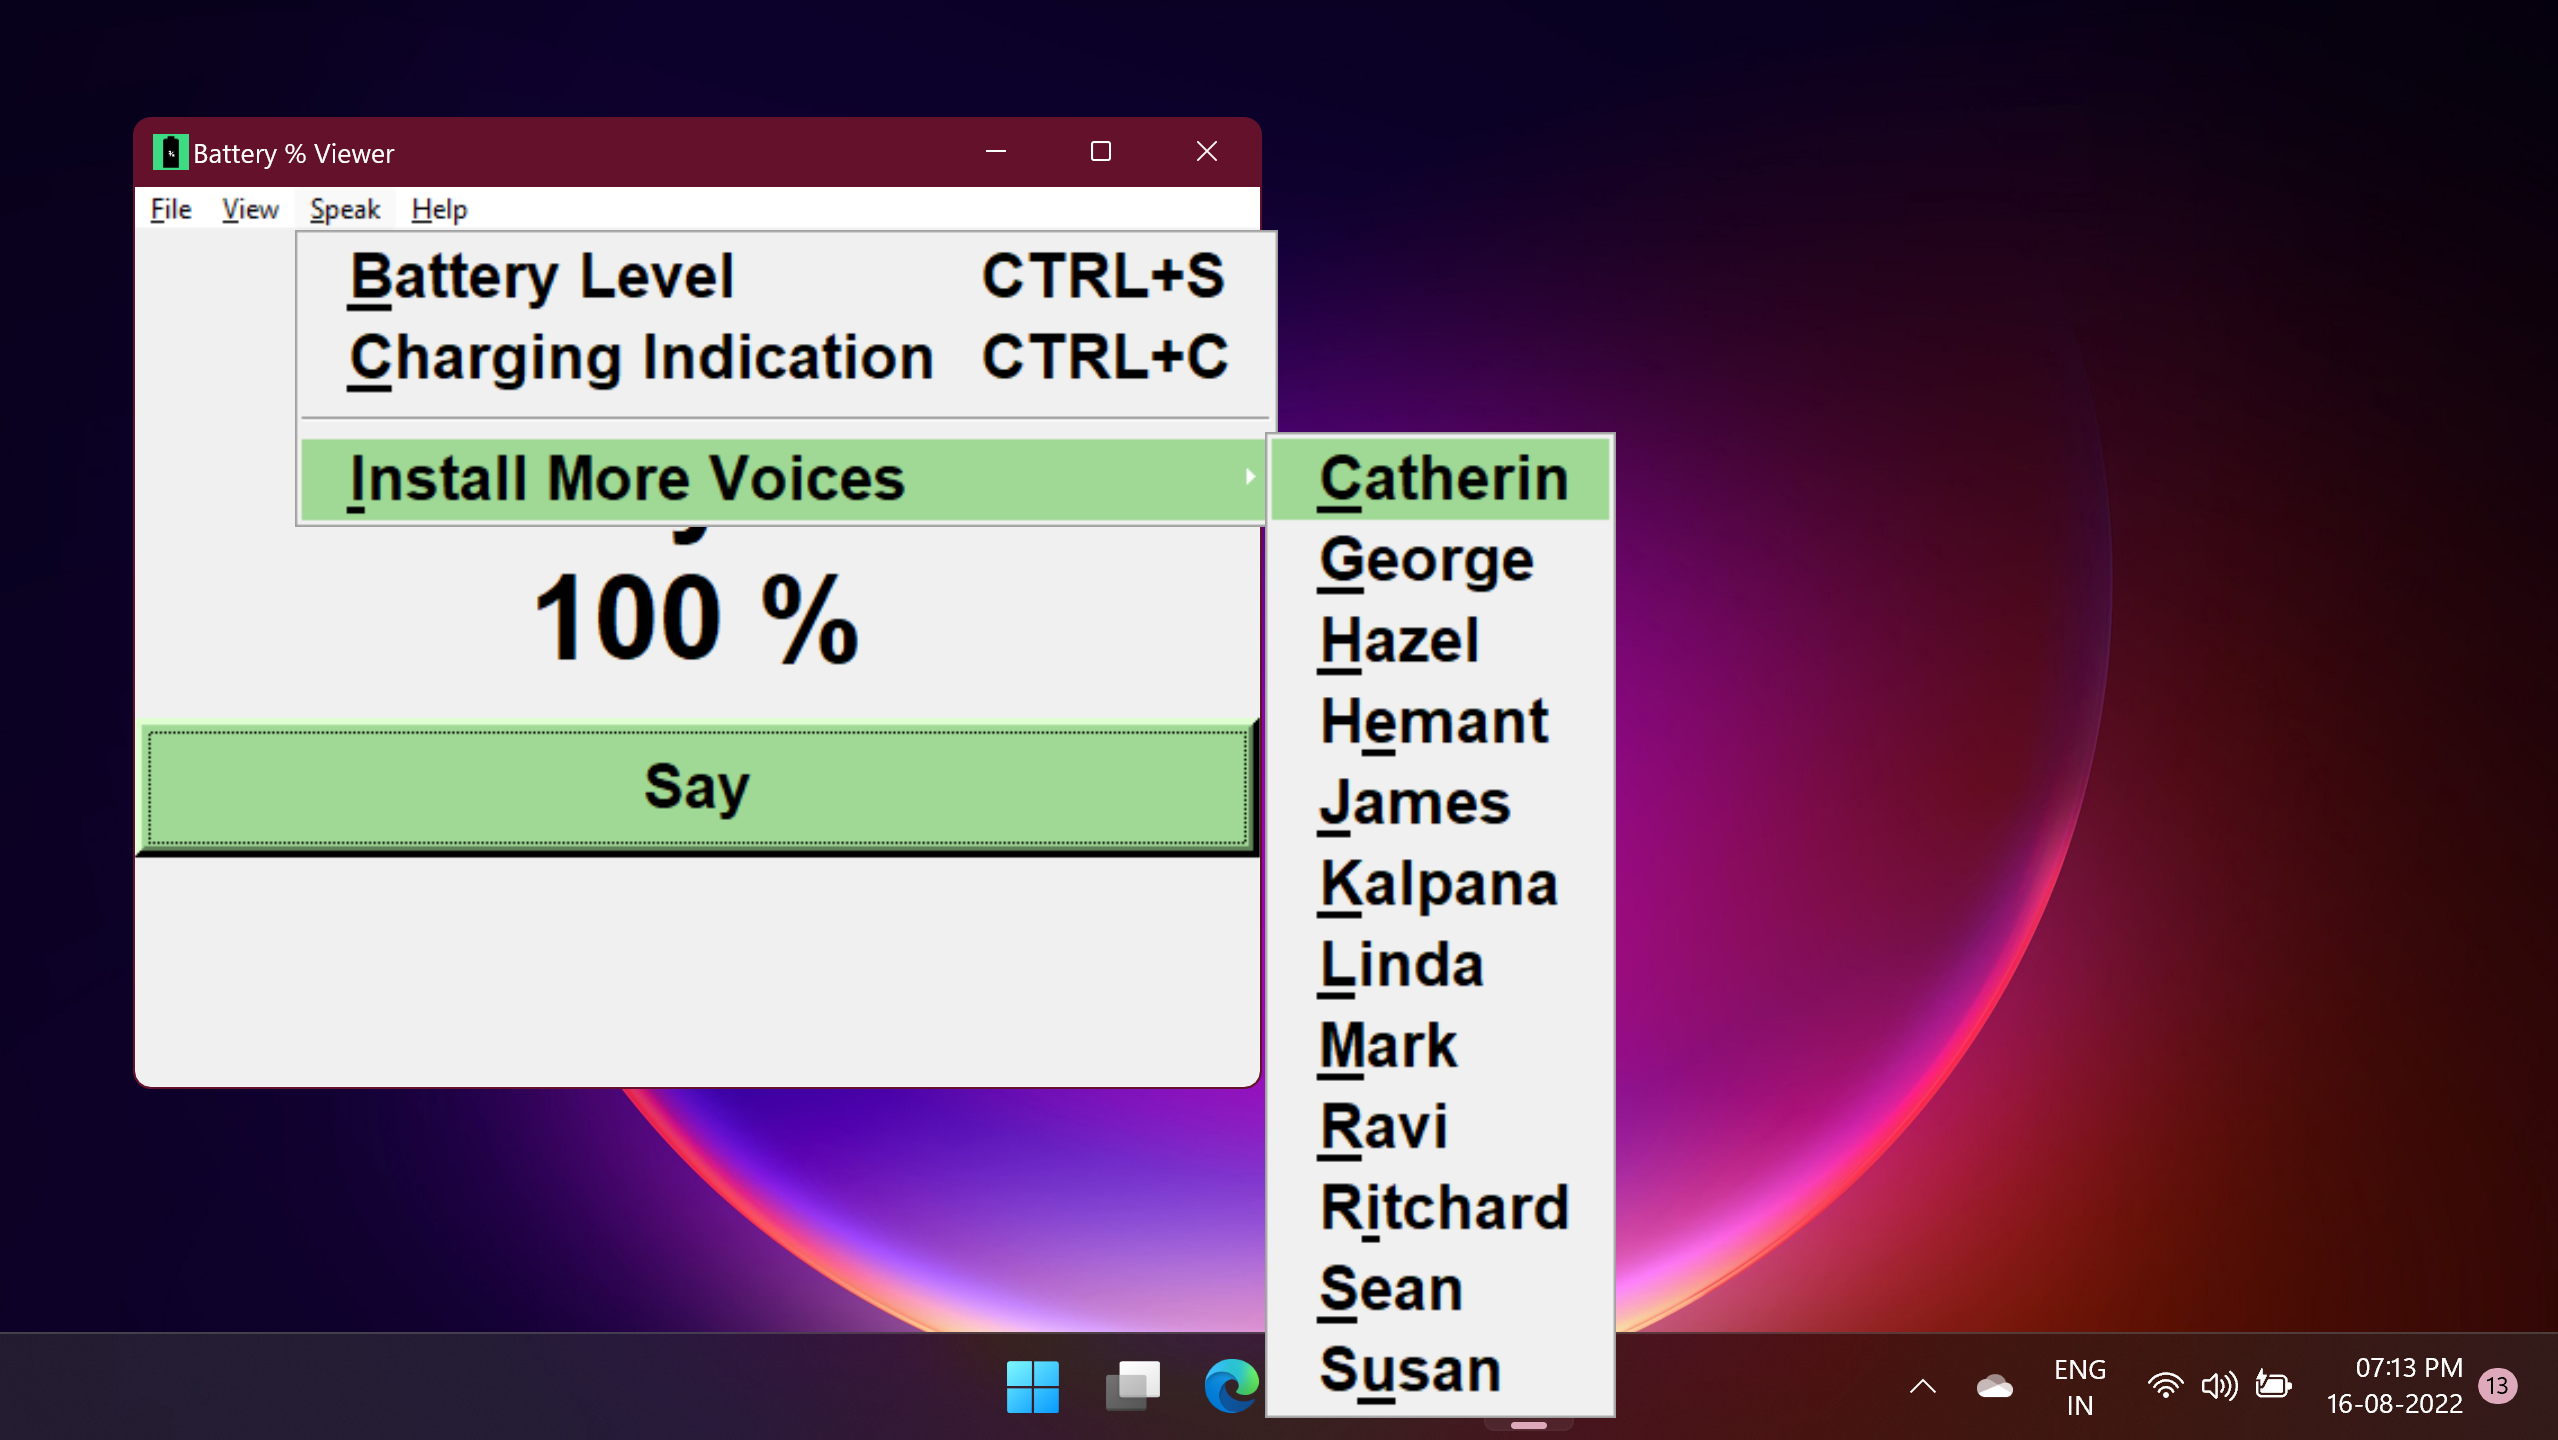 Battery % Viewer
File View Speak Help
Battery Level CTRL+S
Charging Indication CTRL+C
Install More Voices
Catherin
George
Hazel
Hemant
James
Kalpana
Linda
Mark
Ravi
Ritchard
Sean
Susan
100 %
Say
ENG
IN
07:13 PM
16-08-2022
13